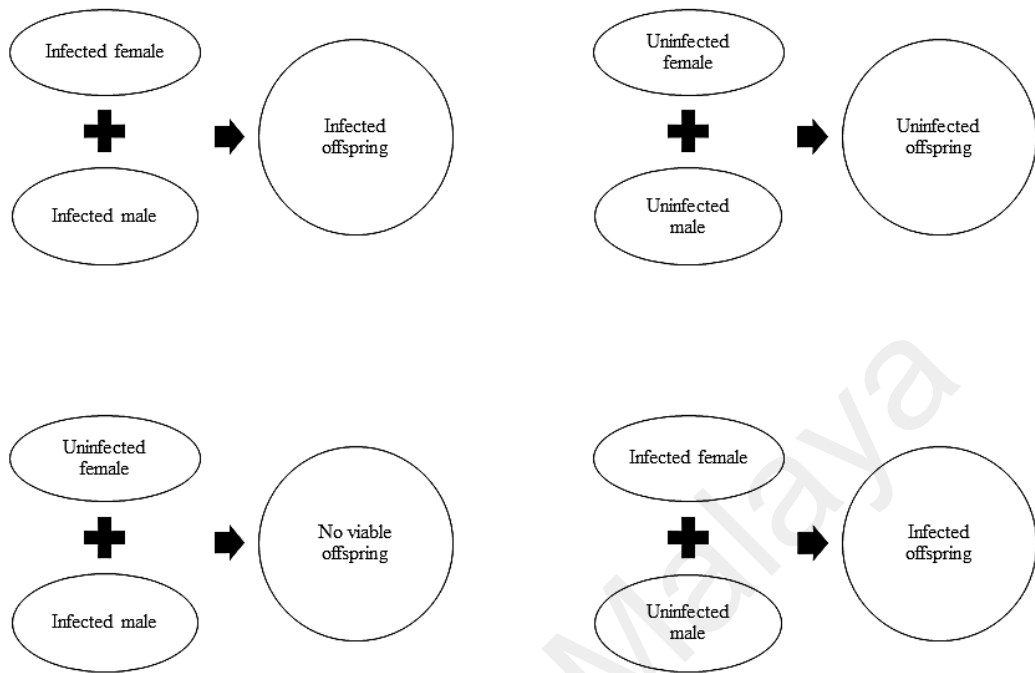 Infected female
Infected male
Infected
offspring
Uninfected
female
Uninfected
male
Uninfected
offspring
Uninfected
female
Infected male
No viable
offspring
Infected female
Uninfected
male
Infected
offspring
Malaya